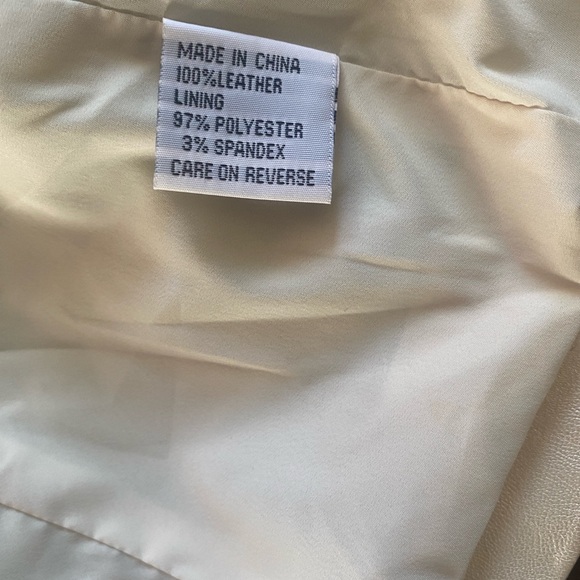 MADE IN CHINA
100%LEATHER
LINING
97% POLYESTER
3% SPANDEX
CARE ON REVERSE